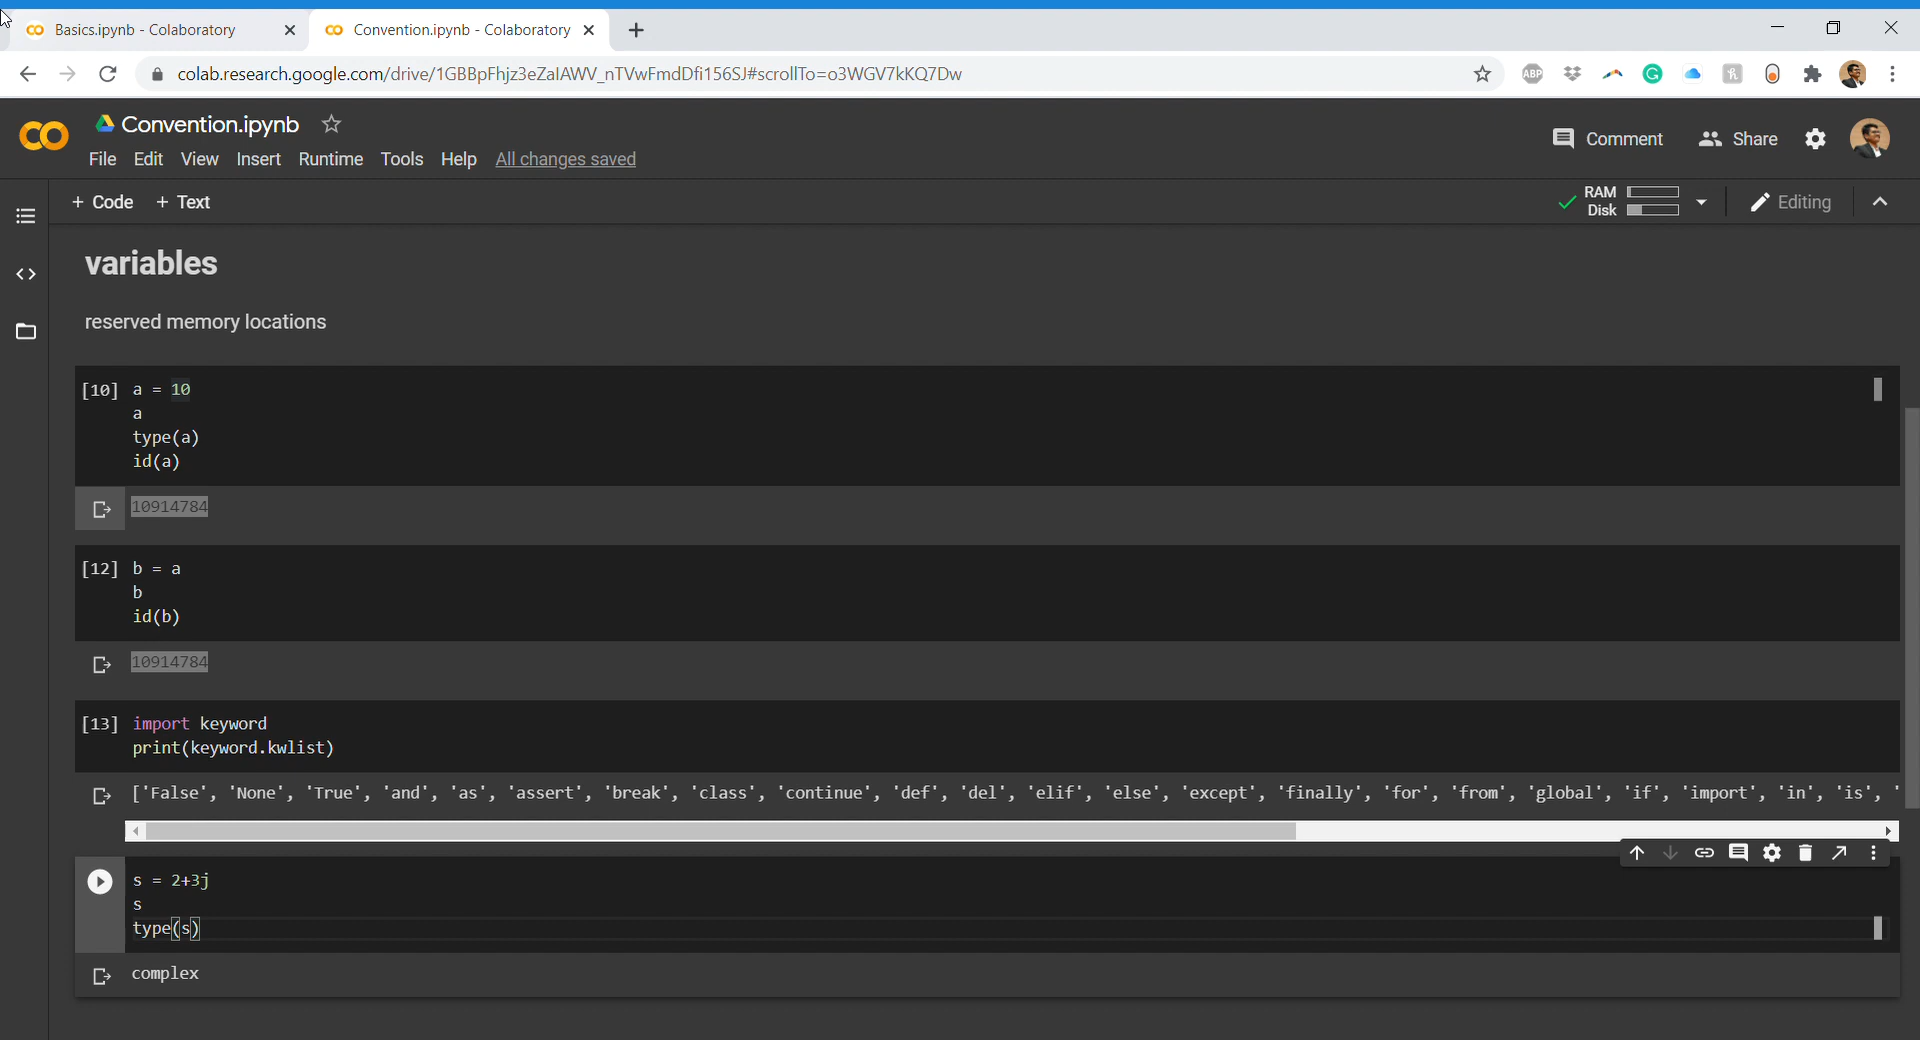 Basics.ipynb - Colaboratory
Convention.ipynb - Colaboratory
colab.research.google.com/drive/1GBBpFhjz3eZaIAWV_nTVwFmdDfi156SJ#scrollTo=o3WGV7kKQ7Dw
ABP
Convention.ipynb
Comment
Share
File Edit View Insert Runtime Tools Help All changes saved
+ Code + Text
RAM
Disk
Editing
variables
reserved memory locations
[10] a = 10
a
type(a)
id(a)
10914784
[12] b = a
b
id(b)
10914784
[13] import keyword
print(keyword.kwlist)
['False', 'None', 'True', 'and', 'as', 'assert', 'break', 'class', 'continue', 'def', 'del', 'elif', 'else', 'except', 'finally', 'for', 'from', 'global', 'if', 'import', 'in', 'is', '
s = 2+3j
s
type(s)
complex